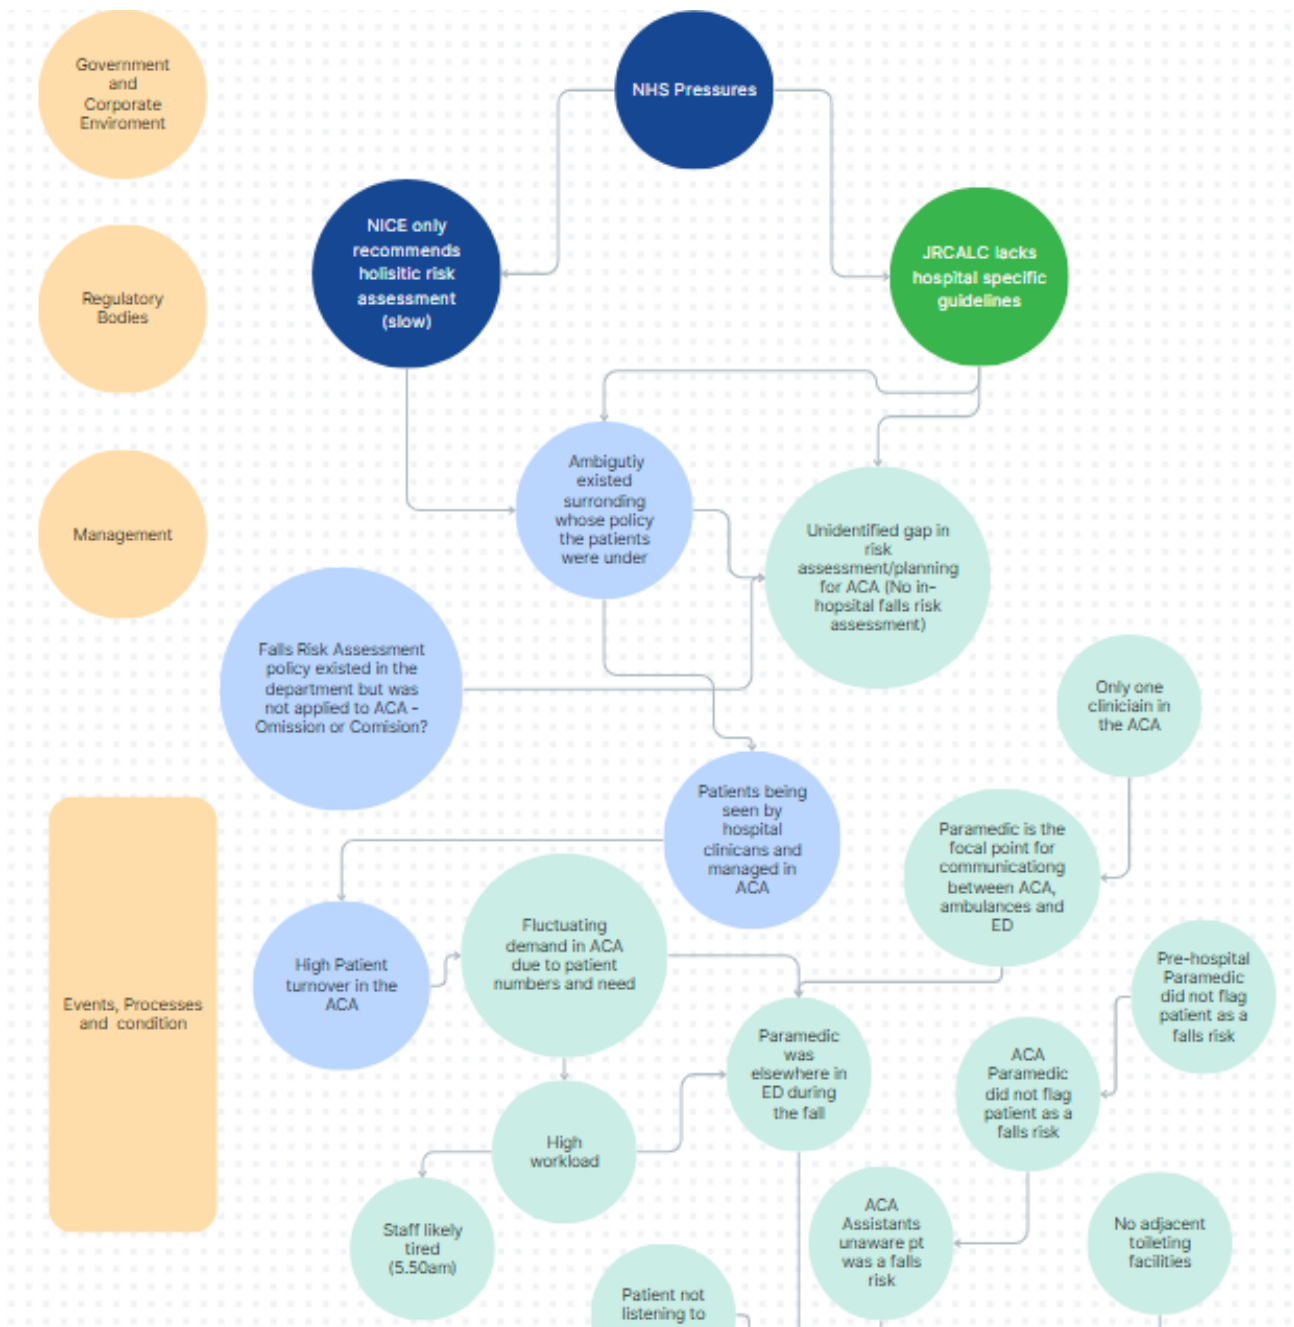 Government
and
Corporate
Enviroment
NHS Pressures
NICE only
recommends
holisitic risk
assessment
(slow)
JRCALC lacks
hospital specific
guidelines
Regulatory
Bodies
Management
Ambigutiy
existed
surronding
whose policy
the patients
were under
Unidentified gap in
risk
assessment/planning
for ACA (No in-
hopsital falls risk
assessment)
Falls Risk Assessment
policy existed in the
department but was
not applied to ACA -
Omission or Comision?
Only one
cliniciain in
the ACA
Patients being
seen by
hospital
clinicans and
managed in
ACA
Paramedic is the
focal point for
communicationg
between ACA,
ambulances and
ED
Events, Processes
and condition
High Patient
turnover in the
ACA
Fluctuating
demand in ACA
due to patient
numbers and need
Pre-hospital
Paramedic
did not flag
patient as a
falls risk
Paramedic
was
elsewhere in
ED during
the fall
ACA
Paramedic
did not flag
patient as a
falls risk
High
workload
Staff likely
tired
(5.50am)
ACA
Assistants
unaware pt
was a falls
risk
No adjacent
toileting
facilities
Patient not
listening to